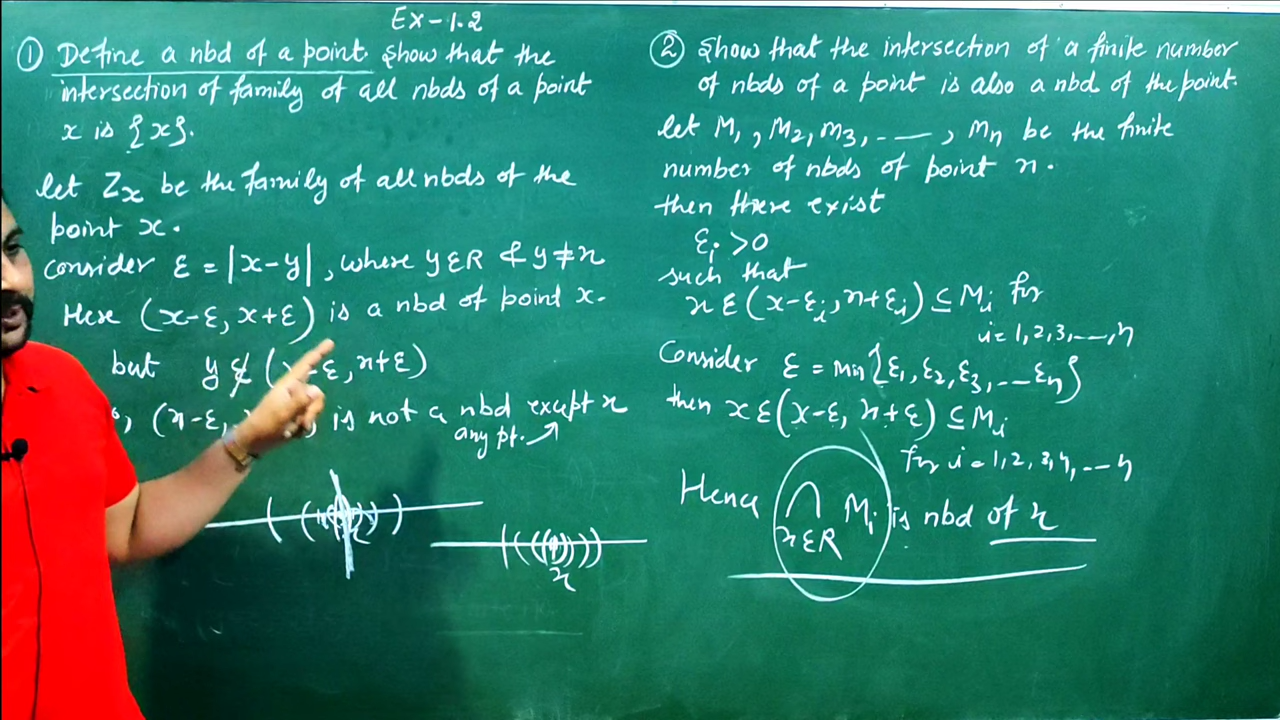 Ex-1.2
① Define a nbd of a point. Show that the
intersection of family of all nbds of a point
x is {x}.
let Zx be the family of all nbds of the
point x.
consider ε = |x-y|, where y∈R & y≠x
Here (x-ε, x+ε) is a nbd of point x.
but y∉(x-ε, x+ε)
, (x-ε, is not a nbd except x
any pt. ↗
x
x
② Show that the intersection of a finite number
of nbds of a point is also a nbd of the point.
let M₁, M₂, m₃, - —, Mn be the finite
number of nbds of point x.
then there exist
εᵢ >0
such that
x ∈ (x-εᵢ, x+εᵢ) ⊆ Mᵢ for
i=1,2,3,...,n
Consider ε = Min{ε₁, ε₂, ε₃, ...εn}
then x∈(x-ε, x+ε) ⊆ Mᵢ
for i=1,2,3,4,...n
Hence ∩ Mᵢ is nbd of x
x∈R